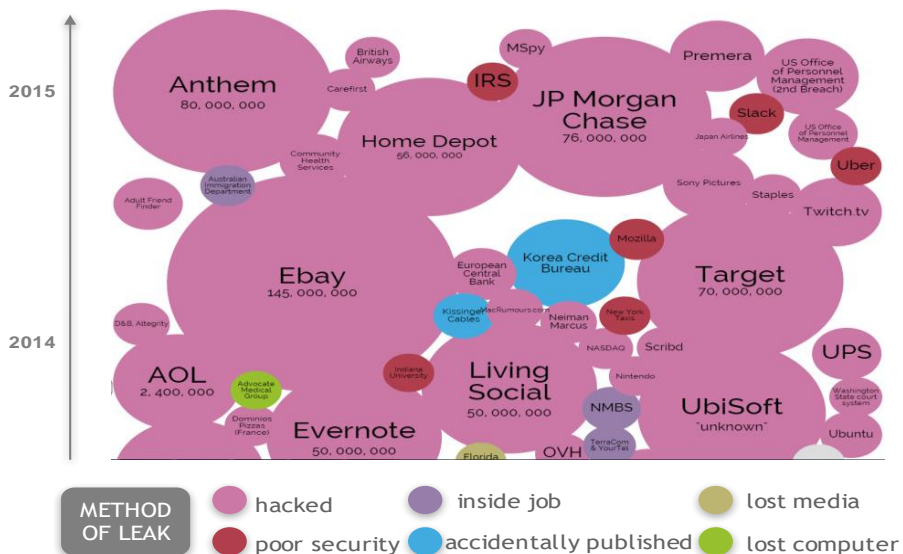 British
Airways
MSpy
Premera
US Office
of Personnel
Management
(2nd Breach)
Anthem
80, 000, 000
2015
Carefirst
IRS
JP Morgan
Chase
76,000,000
Slack
Japan Airlines
US Office
of Personnel
Management
Home Depot
56, 000, 000
Community
Health
Services
Uber
Australian
Immigration
Department
Sony Pictures
Staples
Adult Friend
Finder
Twitch.tv
Mozilla
Korea Credit
Bureau
European
Central
Bank
Ebay
145, 000, 000
Target
70, 000, 000
Kissinger
Cables
MacRumours.com
Neiman
Marcus
New York
Taxis
D&B, Altegrity
2014
NASDAQ
Scribd
UPS
AOL
2, 400, 000
Advocate
Medical
Group
Indiana
University
Living
Social
50, 000, 000
Nintendo
Washington
State court
system
NMBS
UbiSoft
"unknown"
Dominios
Pizzas
(France)
Evernote
50, 000, 000
Ubuntu
TerraCom
& YourTel
Florida
OVH
METHOD
OF LEAK
hacked
inside job
lost media
poor security
accidentally published
lost computer